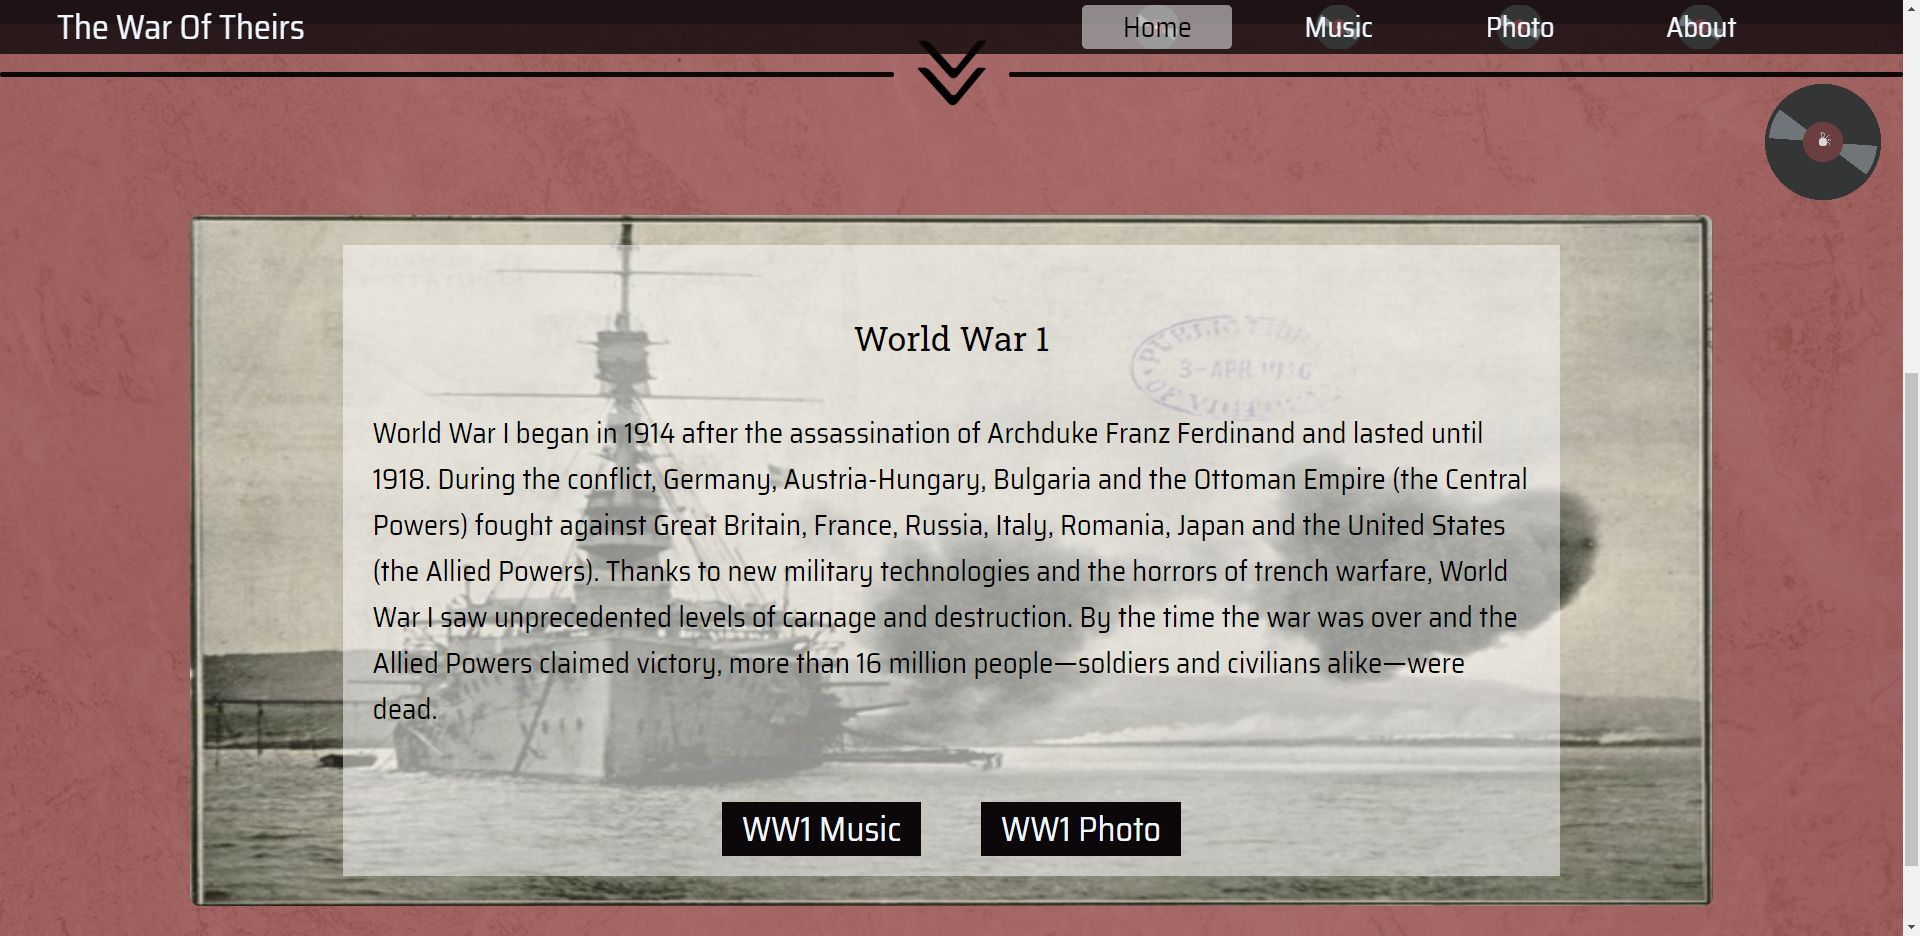 The War Of Theirs
Home
Music
Photo
About
World War 1
3-APR 1916
World War I began in 1914 after the assassination of Archduke Franz Ferdinand and lasted until
1918. During the conflict, Germany, Austria-Hungary, Bulgaria and the Ottoman Empire (the Central
Powers) fought against Great Britain, France, Russia, Italy, Romania, Japan and the United States
(the Allied Powers). Thanks to new military technologies and the horrors of trench warfare, World
War I saw unprecedented levels of carnage and destruction. By the time the war was over and the
Allied Powers claimed victory, more than 16 million people—soldiers and civilians alike—were
dead.
WW1 Music
WW1 Photo